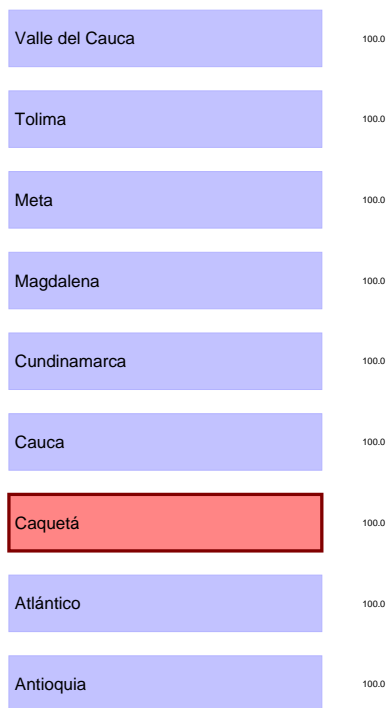 Valle del Cauca 100.0
Tolima 100.0
Meta 100.0
Magdalena 100.0
Cundinamarca 100.0
Cauca 100.0
Caquetá 100.0
Atlántico 100.0
Antioquia 100.0